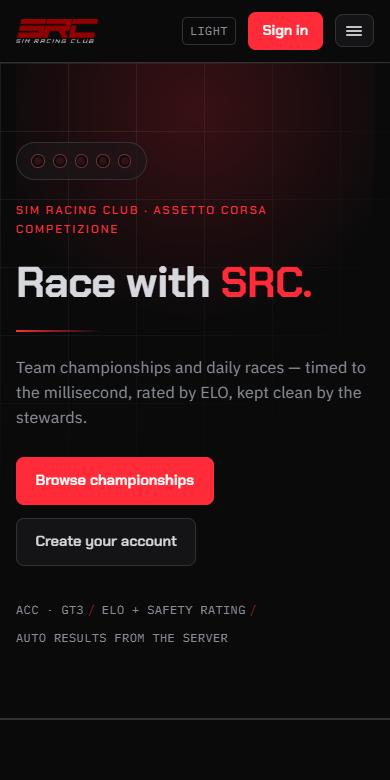 SRC
SIM RACING CLUB
LIGHT
Sign in
SIM RACING CLUB · ASSETTO CORSA
COMPETIZIONE
Race with SRC.
Team championships and daily races — timed to
the millisecond, rated by ELO, kept clean by the
stewards.
Browse championships
Create your account
ACC · GT3 / ELO + SAFETY RATING /
AUTO RESULTS FROM THE SERVER